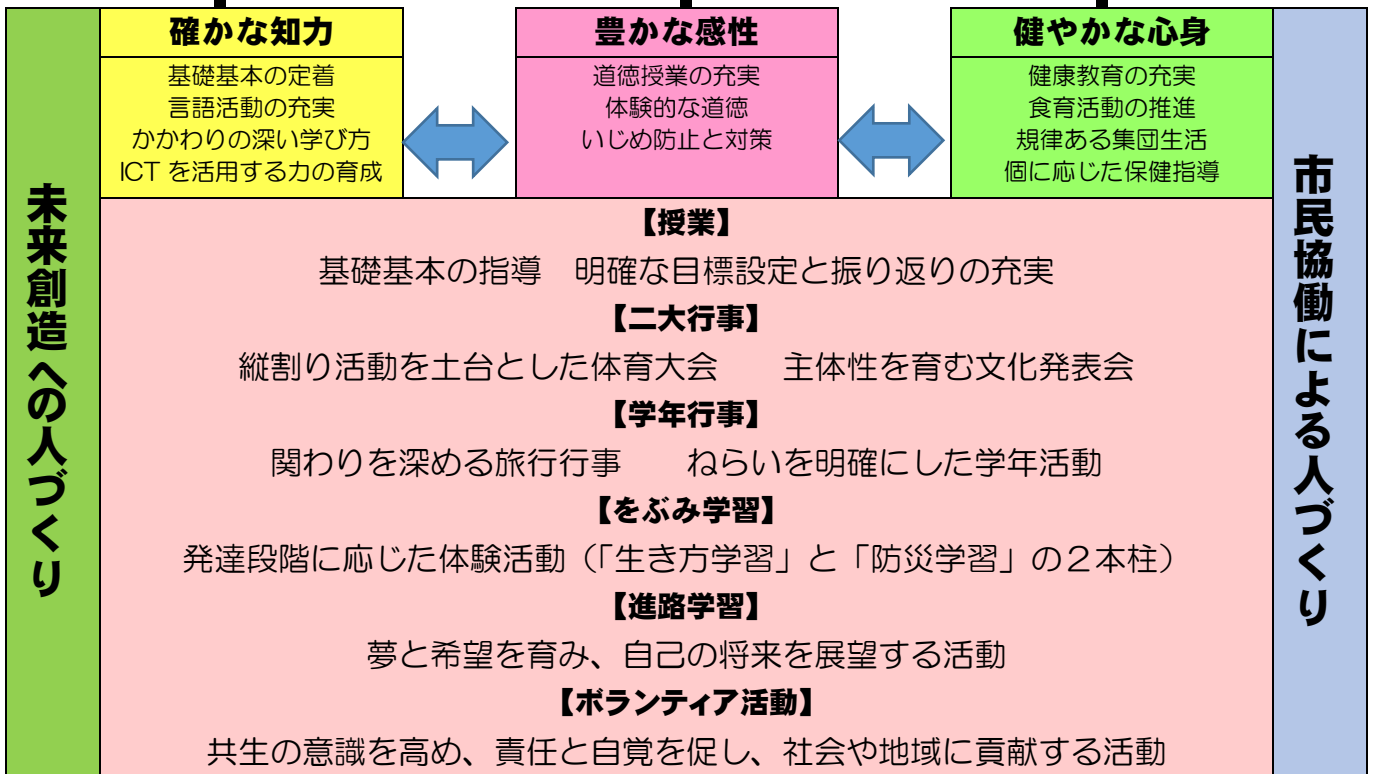 確かな知力
基礎基本の定着
言語活動の充実
かかわりの深い学び方
ICTを活用する力の育成
豊かな感性
道徳授業の充実
体験的な道徳
いじめ防止と対策
健やかな心身
健康教育の充実
食育活動の推進
規律ある集団生活
個に応じた保健指導
未来創造への人づくり
【授業】
基礎基本の指導　明確な目標設定と振り返りの充実
【二大行事】
縦割り活動を土台とした体育大会　　主体性を育む文化発表会
【学年行事】
関わりを深める旅行行事　　ねらいを明確にした学年活動
【をぶみ学習】
発達段階に応じた体験活動（「生き方学習」と「防災学習」の２本柱）
【進路学習】
夢と希望を育み、自己の将来を展望する活動
【ボランティア活動】
共生の意識を高め、責任と自覚を促し、社会や地域に貢献する活動
市民協働による人づくり